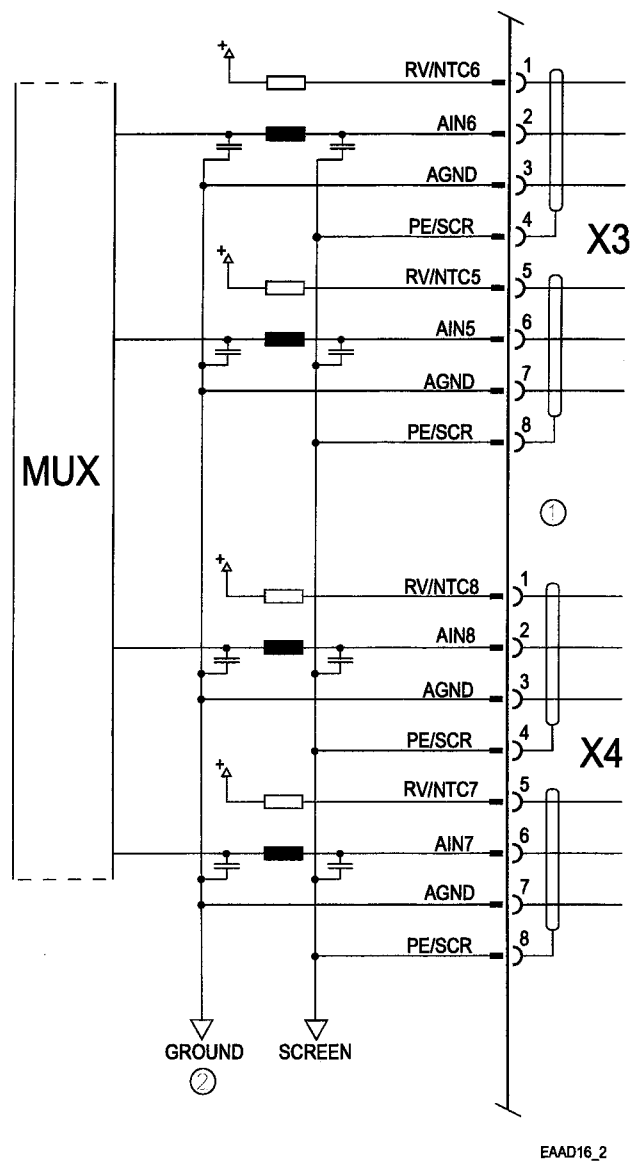 + RV/NTC6 1
AIN6 2
AGND 3
PE/SCR 4
X3
+ RV/NTC5 5
AIN5 6
AGND 7
PE/SCR 8
MUX
1
+ RV/NTC8 1
AIN8 2
AGND 3
PE/SCR 4
X4
+ RV/NTC7 5
AIN7 6
AGND 7
PE/SCR 8
GROUND SCREEN
2
EAAD16_2